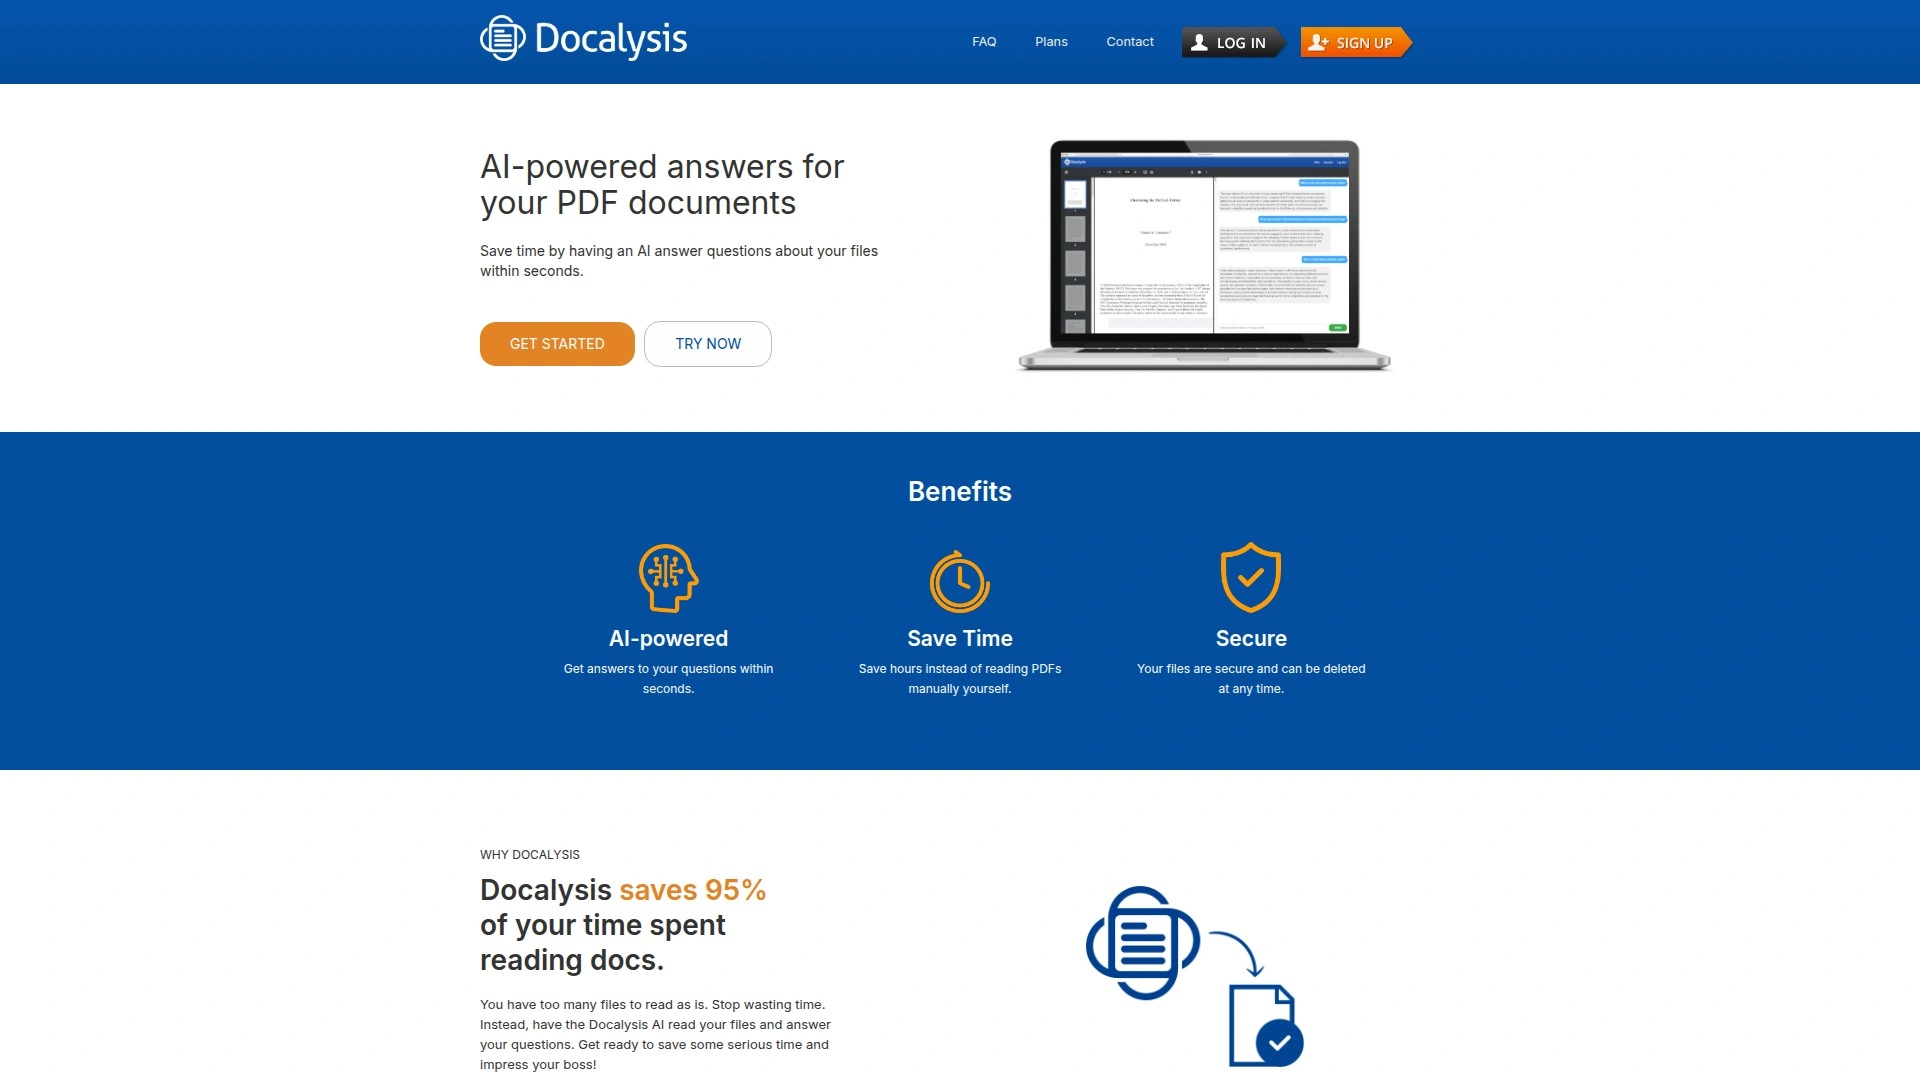 Docalysis
FAQ
Plans
Contact
LOG IN
SIGN UP
AI-powered answers for
your PDF documents
Save time by having an AI answer questions about your files
within seconds.
GET STARTED
TRY NOW
Benefits
AI-powered
Get answers to your questions within
seconds.
Save Time
Save hours instead of reading PDFs
manually yourself.
Secure
Your files are secure and can be deleted
at any time.
WHY DOCALYSIS
Docalysis saves 95%
of your time spent
reading docs.
You have too many files to read as is. Stop wasting time.
Instead, have the Docalysis AI read your files and answer
your questions. Get ready to save some serious time and
impress your boss!